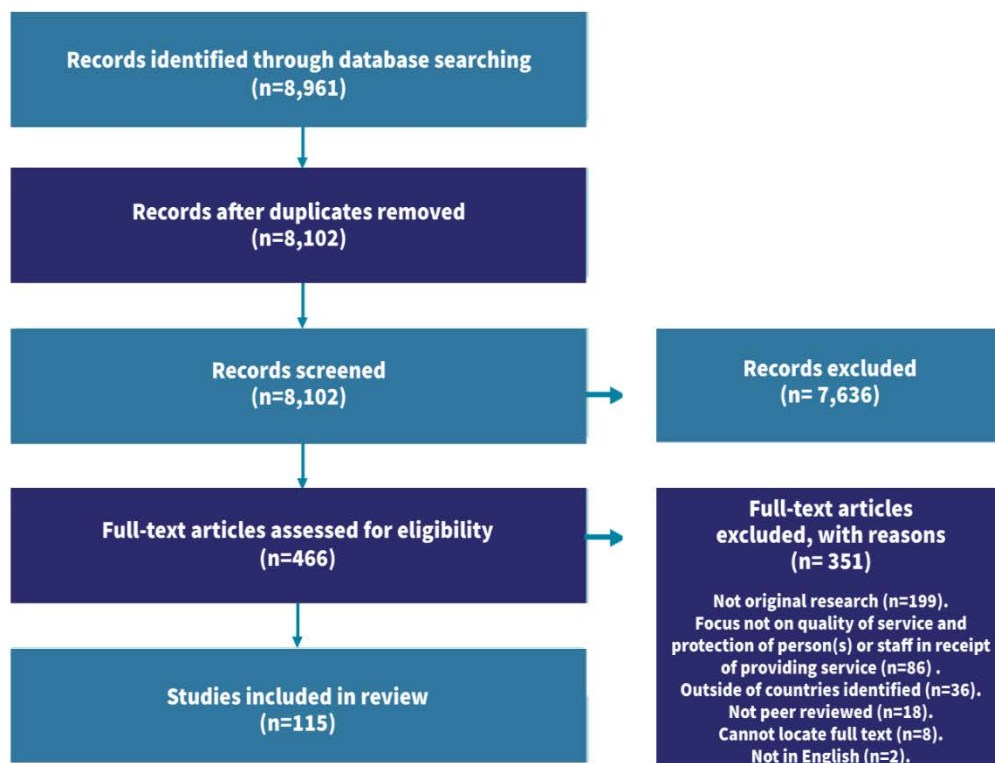 Records identified through database searching
(n=8,961)
Records after duplicates removed
(n=8,102)
Records screened
(n=8,102)
Records excluded
(n= 7,636)
Full-text articles assessed for eligibility
(n=466)
Full-text articles
excluded, with reasons
(n= 351)
Not original research (n=199).
Focus not on quality of service and
protection of person(s) or staff in receipt
of providing service (n=86) .
Outside of countries identified (n=36).
Not peer reviewed (n=18).
Cannot locate full text (n=8).
Not in English (n=2).
Studies included in review
(n=115)